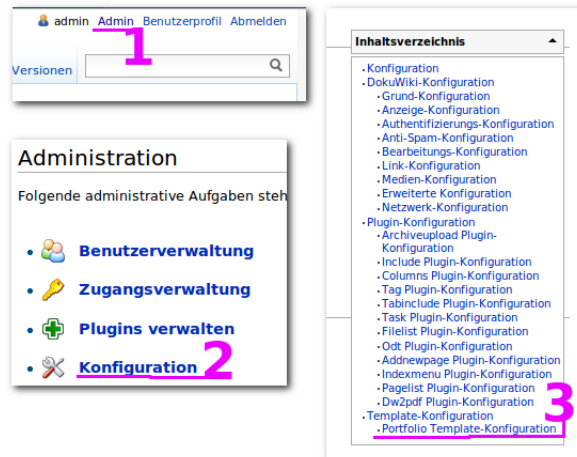 admin Admin Benutzerprofil Abmelden
1
Versionen
Administration
Folgende administrative Aufgaben steh
Benutzerverwaltung
Zugangsverwaltung
Plugins verwalten
Konfiguration 2
Inhaltsverzeichnis
Konfiguration
DokuWiki-Konfiguration
Grund-Konfiguration
Anzeige-Konfiguration
Authentifizierungs-Konfiguration
Anti-Spam-Konfiguration
Bearbeitungs-Konfiguration
Link-Konfiguration
Medien-Konfiguration
Erweiterte Konfiguration
Netzwerk-Konfiguration
Plugin-Konfiguration
Archiveupload Plugin-
Konfiguration
Include Plugin-Konfiguration
Columns Plugin-Konfiguration
Tag Plugin-Konfiguration
Tabinclude Plugin-Konfiguration
Task Plugin-Konfiguration
Filelist Plugin-Konfiguration
Odt Plugin-Konfiguration
Addnewpage Plugin-Konfiguration
Indexmenu Plugin-Konfiguration
Pagelist Plugin-Konfiguration
Dw2pdf Plugin-Konfiguration
Template-Konfiguration
Portfolio Template-Konfiguration
3